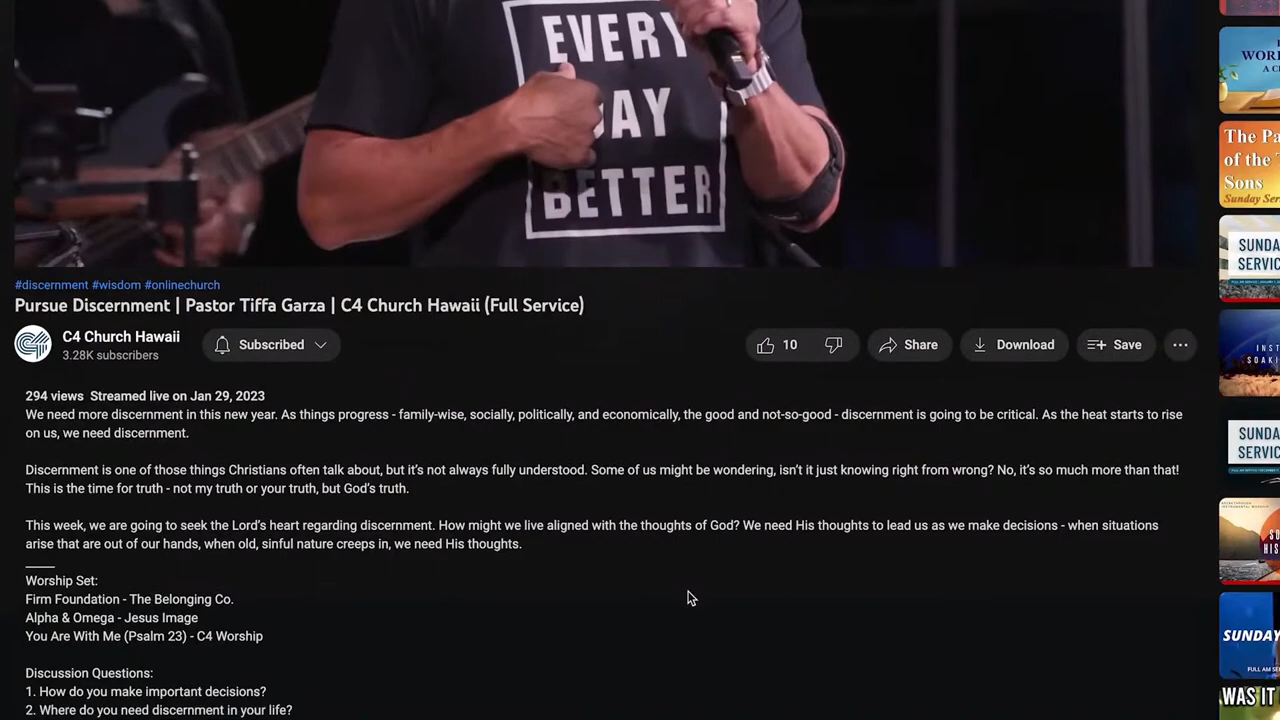 EVERY
DAY
BETTER
WOR
A C
The Pa
of the T
Sons
Sunday Ser
SUNDA
SERVIC
INST
SOAKI
SUNDA
SERVIC
SO
HIS
SUNDAY
FULL AM SE
WAS IT
#discernment #wisdom #onlinechurch
Pursue Discernment | Pastor Tiffa Garza | C4 Church Hawaii (Full Service)
C4 Church Hawaii
3.28K subscribers
Subscribed
10
Share
Download
Save
294 views Streamed live on Jan 29, 2023
We need more discernment in this new year. As things progress - family-wise, socially, politically, and economically, the good and not-so-good - discernment is going to be critical. As the heat starts to rise
on us, we need discernment.
Discernment is one of those things Christians often talk about, but it's not always fully understood. Some of us might be wondering, isn't it just knowing right from wrong? No, it's so much more than that!
This is the time for truth - not my truth or your truth, but God's truth.
This week, we are going to seek the Lord's heart regarding discernment. How might we live aligned with the thoughts of God? We need His thoughts to lead us as we make decisions - when situations
arise that are out of our hands, when old, sinful nature creeps in, we need His thoughts.
Worship Set:
Firm Foundation - The Belonging Co.
Alpha & Omega - Jesus Image
You Are With Me (Psalm 23) - C4 Worship
Discussion Questions:
1. How do you make important decisions?
2. Where do you need discernment in your life?